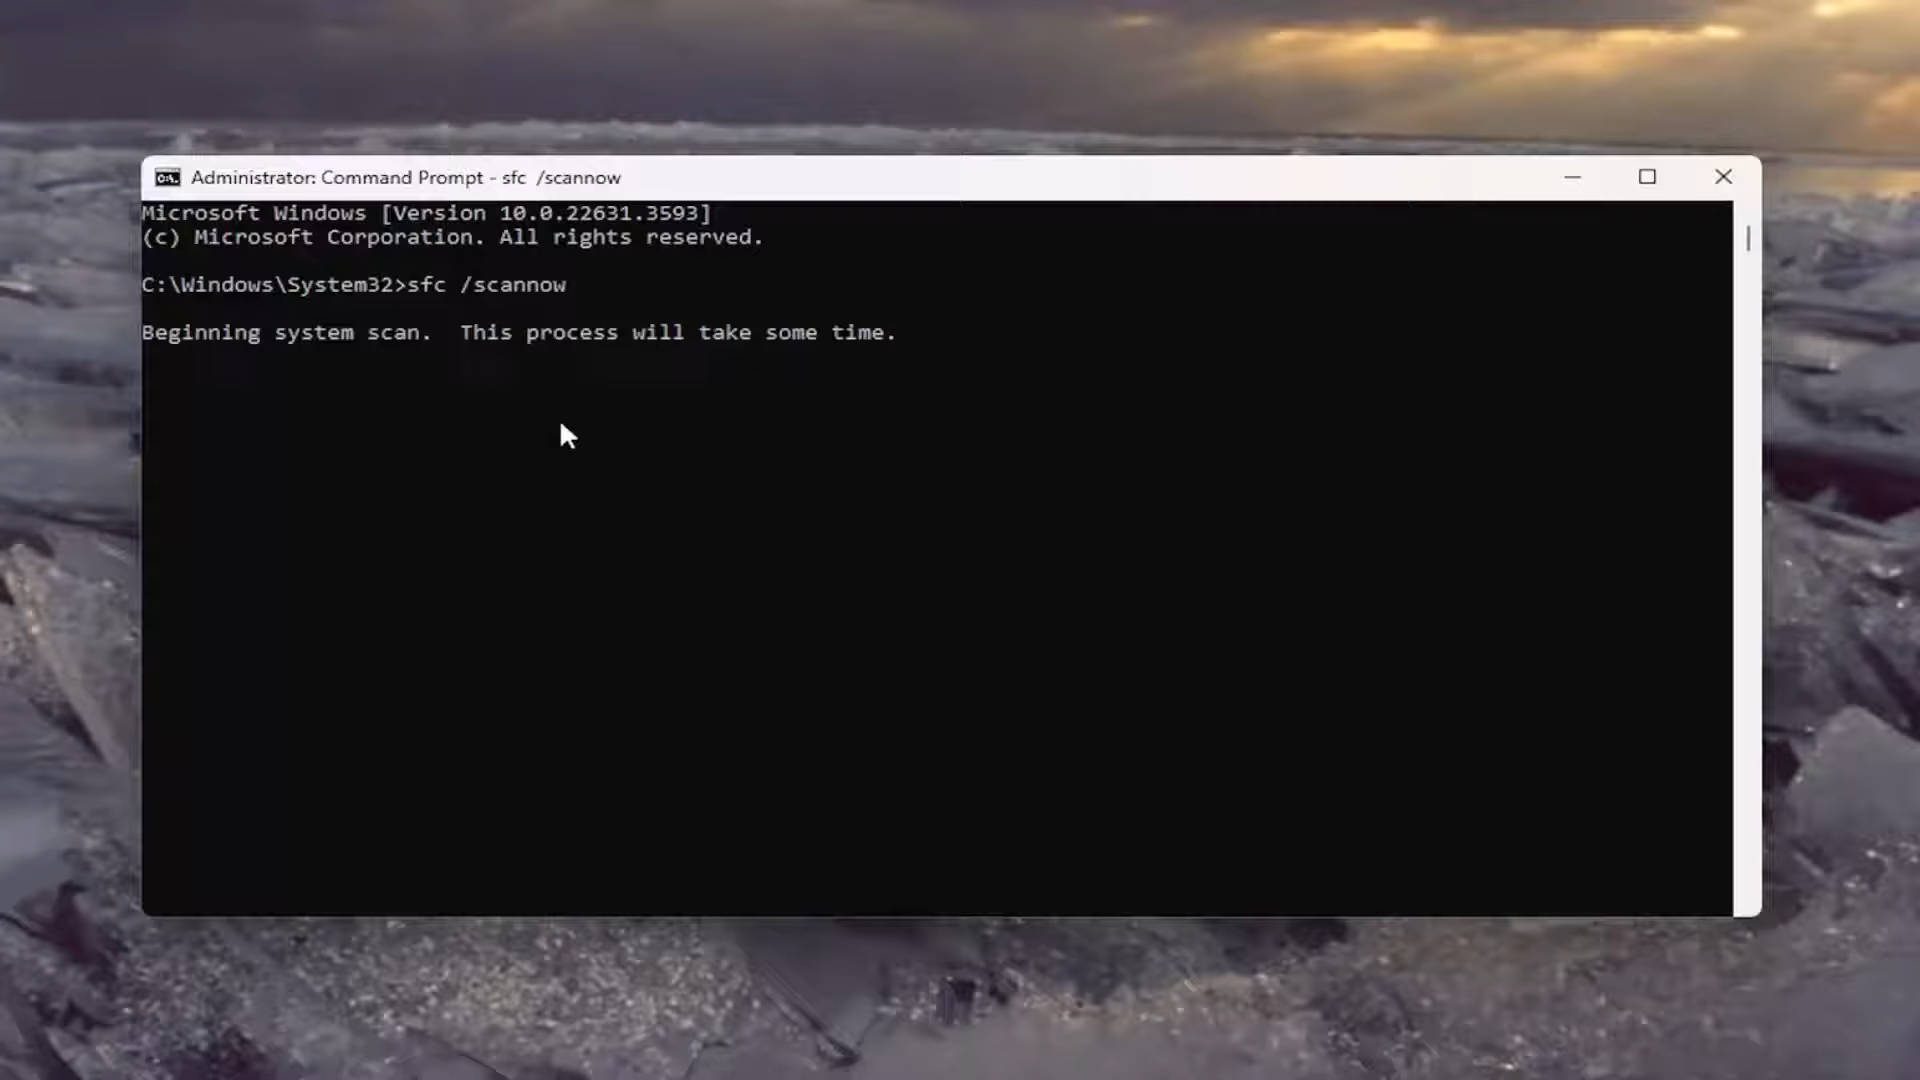 Administrator: Command Prompt - sfc  /scannow
Microsoft Windows [Version 10.0.22631.3593]
(c) Microsoft Corporation. All rights reserved.
C:\Windows\System32>sfc /scannow
Beginning system scan.  This process will take some time.